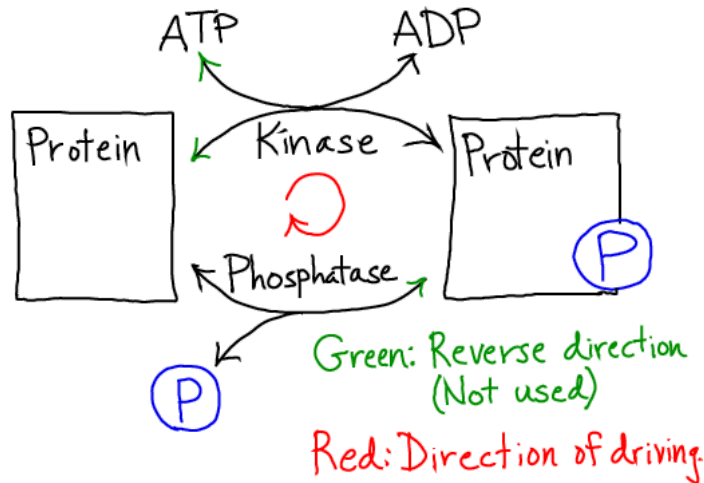 ATP
ADP
Protein
Kinase
Protein
P
Phosphatase
P
Green: Reverse direction
(Not used)
Red: Direction of driving.